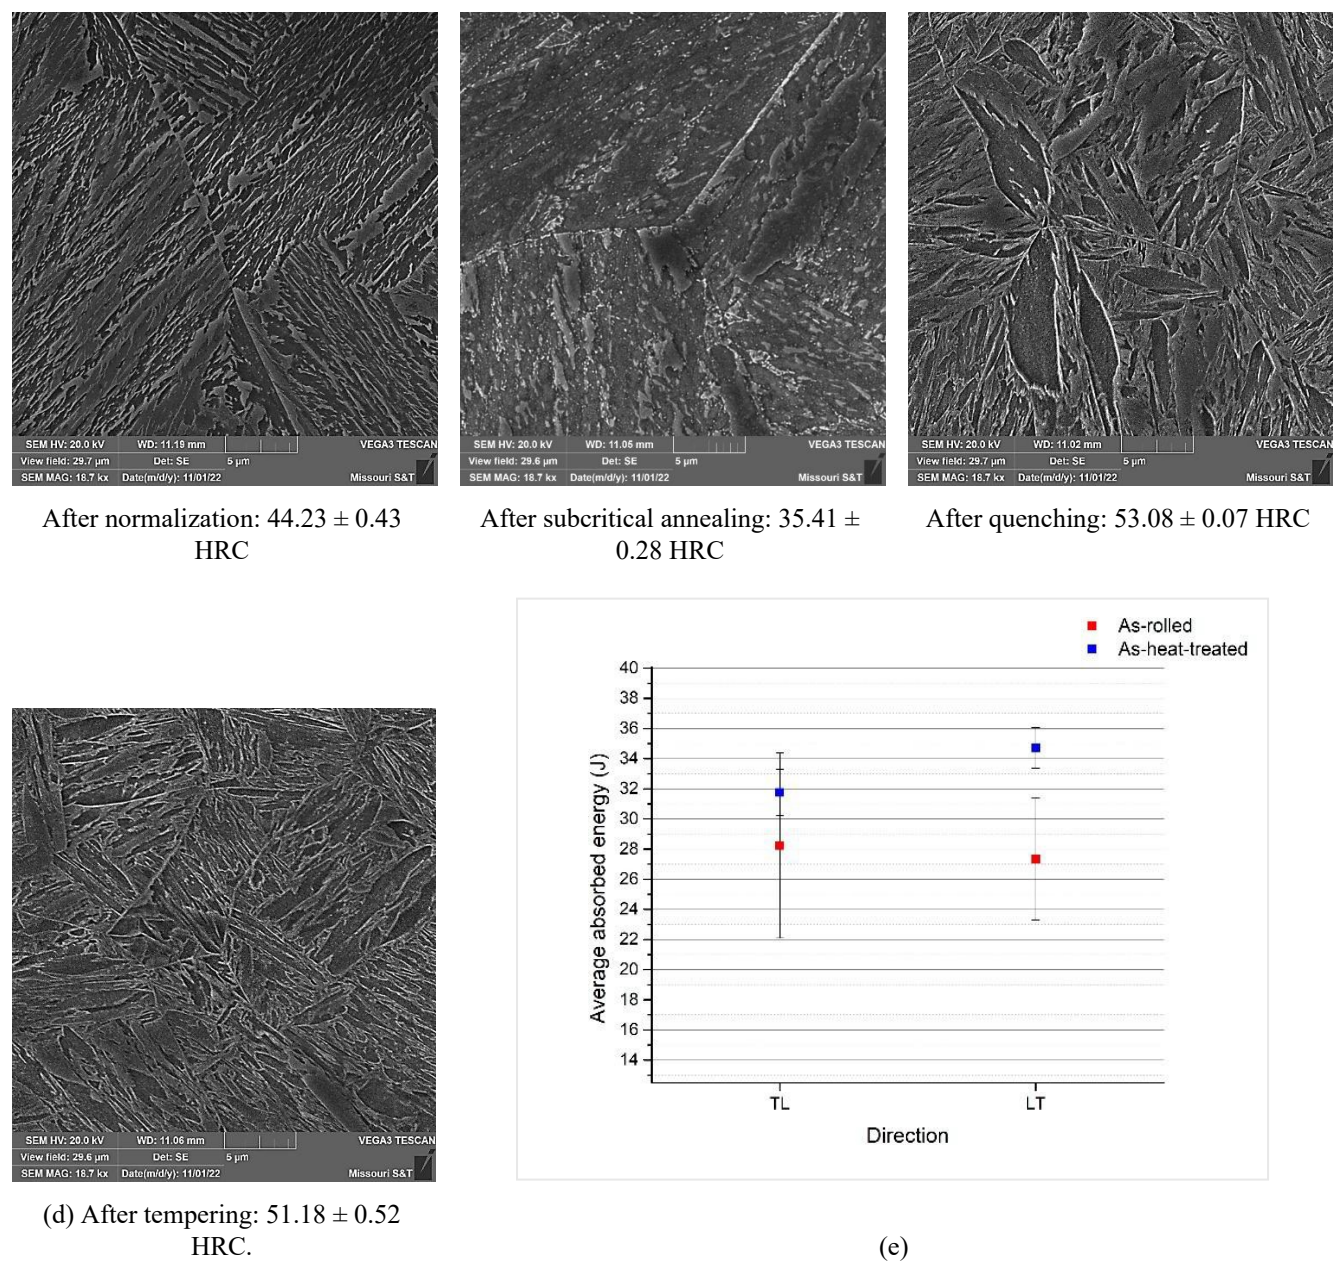 SEM HV: 20.0 kV WD: 11.19 mm VEGA3 TESCAN
View field: 29.7 µm Det: SE 5 µm
SEM MAG: 18.7 kx Date(m/d/y): 11/01/22 Missouri S&T
After normalization: 44.23 ± 0.43
HRC
SEM HV: 20.0 kV WD: 11.05 mm VEGA3 TESCAN
View field: 29.6 µm Det: SE 5 µm
SEM MAG: 18.7 kx Date(m/d/y): 11/01/22 Missouri S&T
After subcritical annealing: 35.41 ±
0.28 HRC
SEM HV: 20.0 kV WD: 11.02 mm VEGA3 TESCAN
View field: 29.7 µm Det: SE 5 µm
SEM MAG: 18.7 kx Date(m/d/y): 11/01/22 Missouri S&T
After quenching: 53.08 ± 0.07 HRC
SEM HV: 20.0 kV WD: 11.06 mm VEGA3 TESCAN
View field: 29.6 µm Det: SE 5 µm
SEM MAG: 18.7 kx Date(m/d/y): 11/01/22 Missouri S&T
(d) After tempering: 51.18 ± 0.52
HRC.
As-rolled
As-heat-treated
Average absorbed energy (J)
40
38
36
34
32
30
28
26
24
22
20
18
16
14
TL LT
Direction
(e)